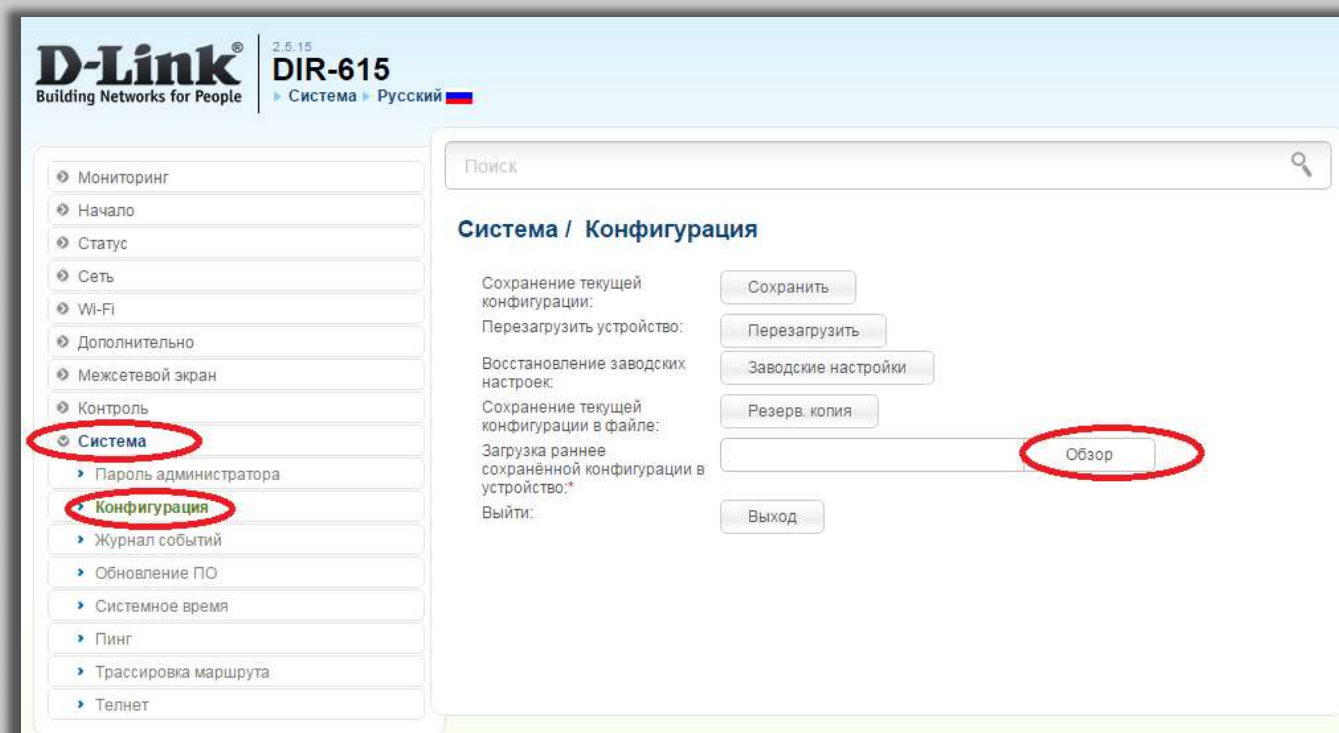 D-Link®
Building Networks for People
2.5.15
DIR-615
Система Русский
Мониторинг
Начало
Статус
Сеть
Wi-Fi
Дополнительно
Межсетевой экран
Контроль
Система
Пароль администратора
Конфигурация
Журнал событий
Обновление ПО
Системное время
Пинг
Трассировка маршрута
Телнет
Поиск
Система / Конфигурация
Сохранение текущей
конфигурации:
Сохранить
Перезагрузить устройство:
Перезагрузить
Восстановление заводских
настроек:
Заводские настройки
Сохранение текущей
конфигурации в файле:
Резерв. копия
Загрузка раннее
сохранённой конфигурации в
устройство:*
Обзор
Выйти:
Выход